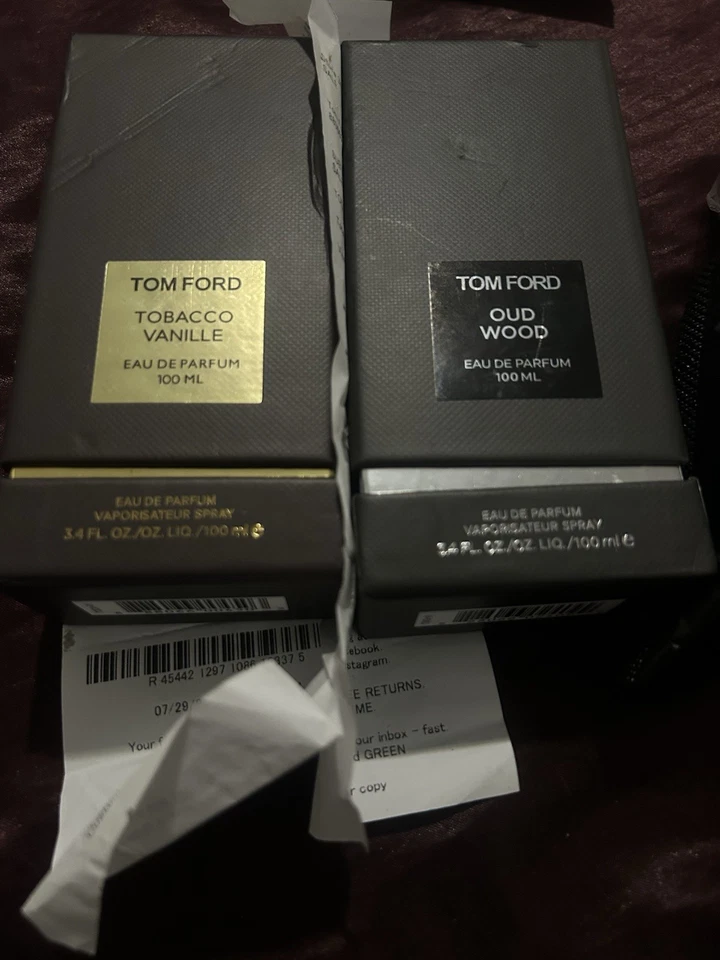 TOM FORD
TOBACCO
VANILLE
EAU DE PARFUM
100 ML
EAU DE PARFUM
VAPORISATEUR SPRAY
3.4 FL. OZ./OZ. LIQ./100 ml e
TOM FORD
OUD
WOOD
EAU DE PARFUM
100 ML
EAU DE PARFUM
VAPORISATEUR SPRAY
3.4 FL. OZ./OZ. LIQ./100 ml e
R 45442 1297 1086 937 5
07/29
Your
ebook.
stagram.
E RETURNS.
ME
our inbox - fast
d GREEN
r copy